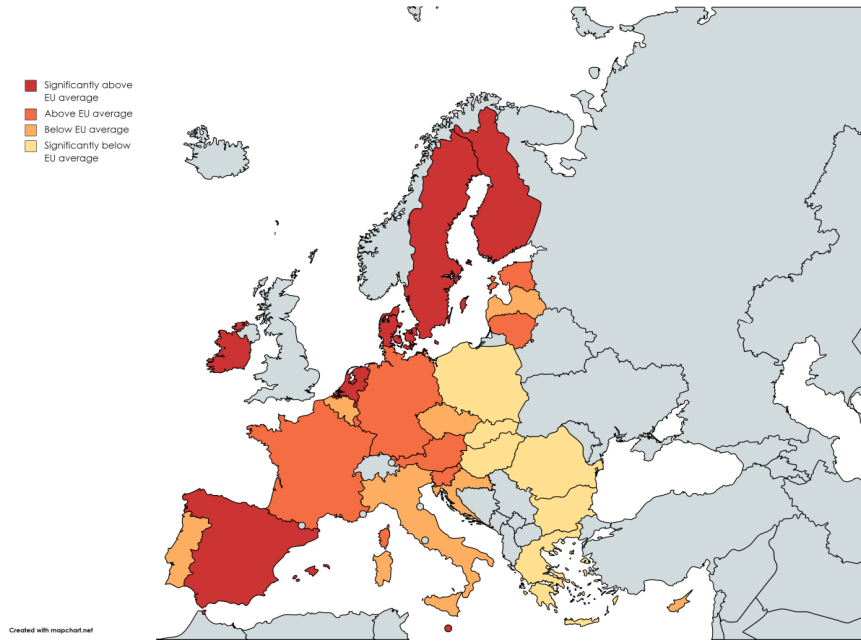 Significantly above
EU average
Above EU average
Below EU average
Significantly below
EU average
Created with mapchart.net